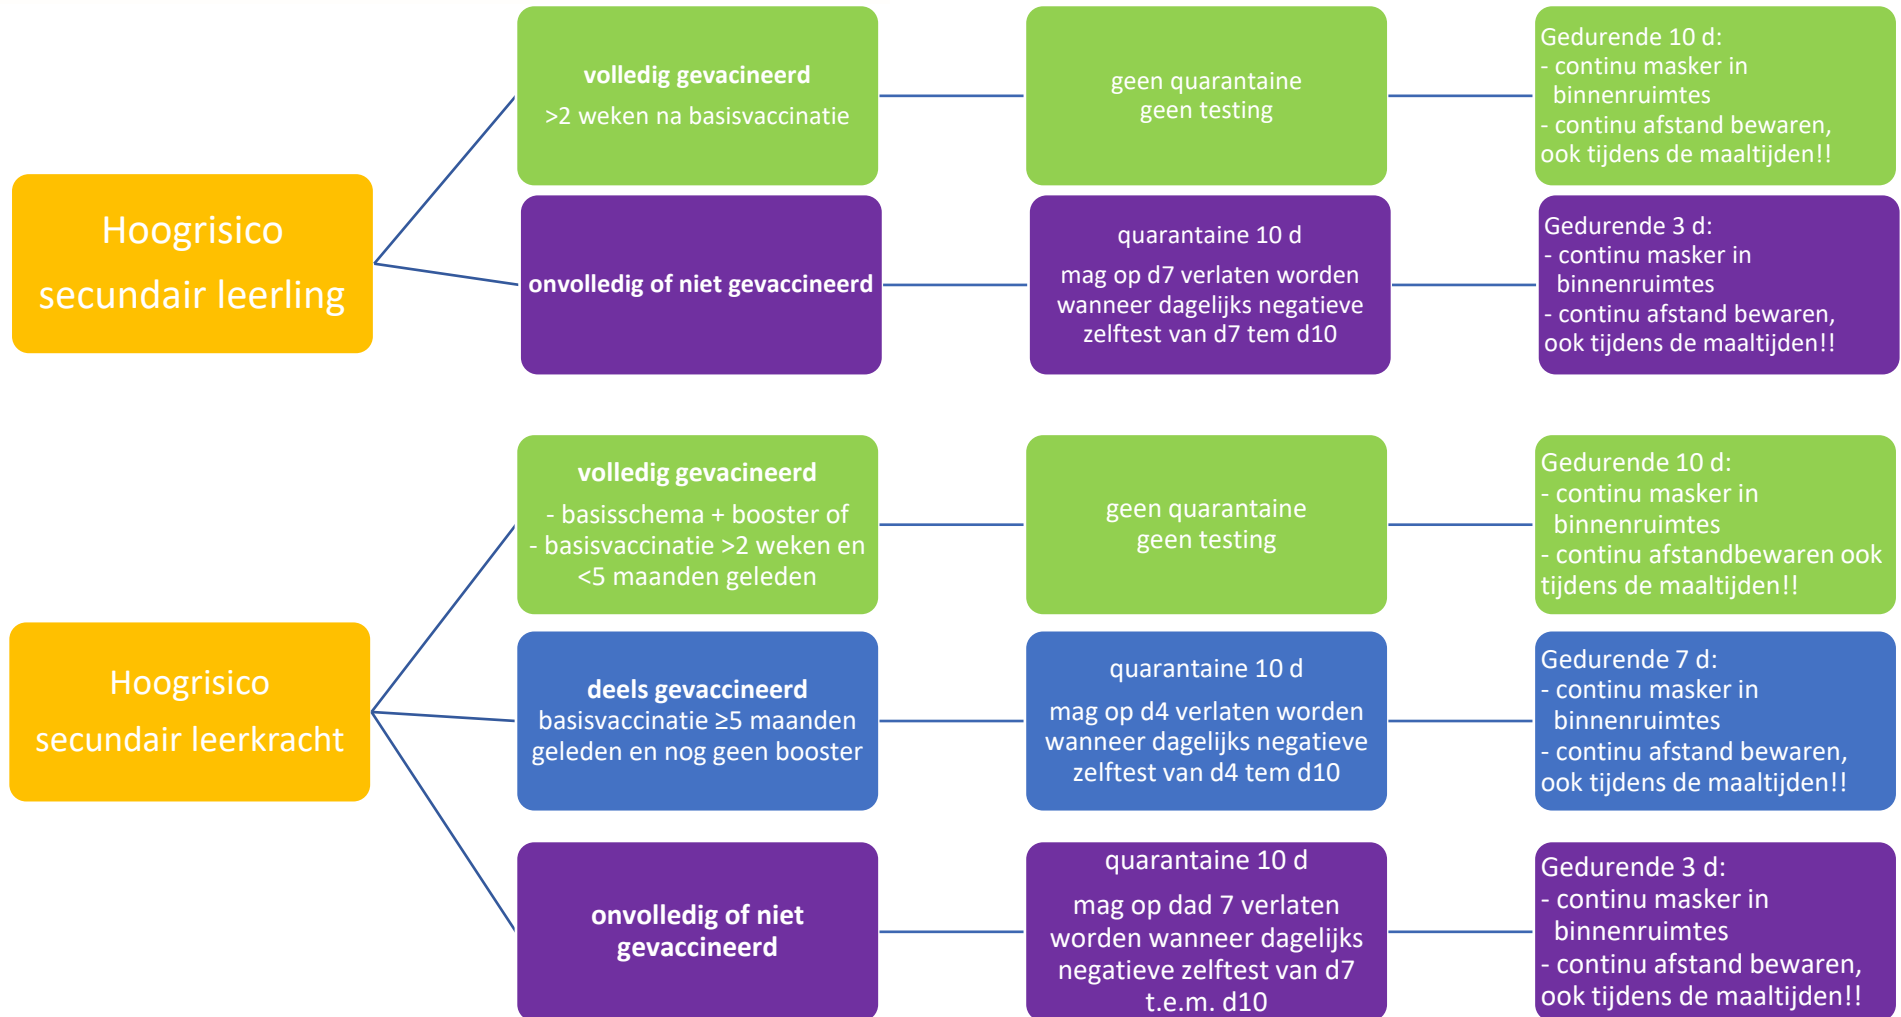 Hoogrisico
secundair leerling
volledig gevacineerd
>2 weken na basisvaccinatie
geen quarantaine
geen testing
Gedurende 10 d:
- continu masker in
binnenruimtes
- continu afstand bewaren,
ook tijdens de maaltijden!!
onvolledig of niet gevaccineerd
quarantaine 10 d
mag op d7 verlaten worden
wanneer dagelijks negatieve
zelftest van d7 tem d10
Gedurende 3 d:
- continu masker in
binnenruimtes
- continu afstand bewaren,
ook tijdens de maaltijden!!
Hoogrisico
secundair leerkracht
volledig gevacineerd
- basisschema + booster of
- basisvaccinatie >2 weken en
<5 maanden geleden
geen quarantaine
geen testing
Gedurende 10 d:
- continu masker in
binnenruimtes
- continu afstandbewaren ook
tijdens de maaltijden!!
deels gevaccineerd
basisvaccinatie ≥5 maanden
geleden en nog geen booster
quarantaine 10 d
mag op d4 verlaten worden
wanneer dagelijks negatieve
zelftest van d4 tem d10
Gedurende 7 d:
- continu masker in
binnenruimtes
- continu afstand bewaren,
ook tijdens de maaltijden!!
onvolledig of niet
gevaccineerd
quarantaine 10 d
mag op dad 7 verlaten
worden wanneer dagelijks
negatieve zelftest van d7
t.e.m. d10
Gedurende 3 d:
- continu masker in
binnenruimtes
- continu afstand bewaren,
ook tijdens de maaltijden!!